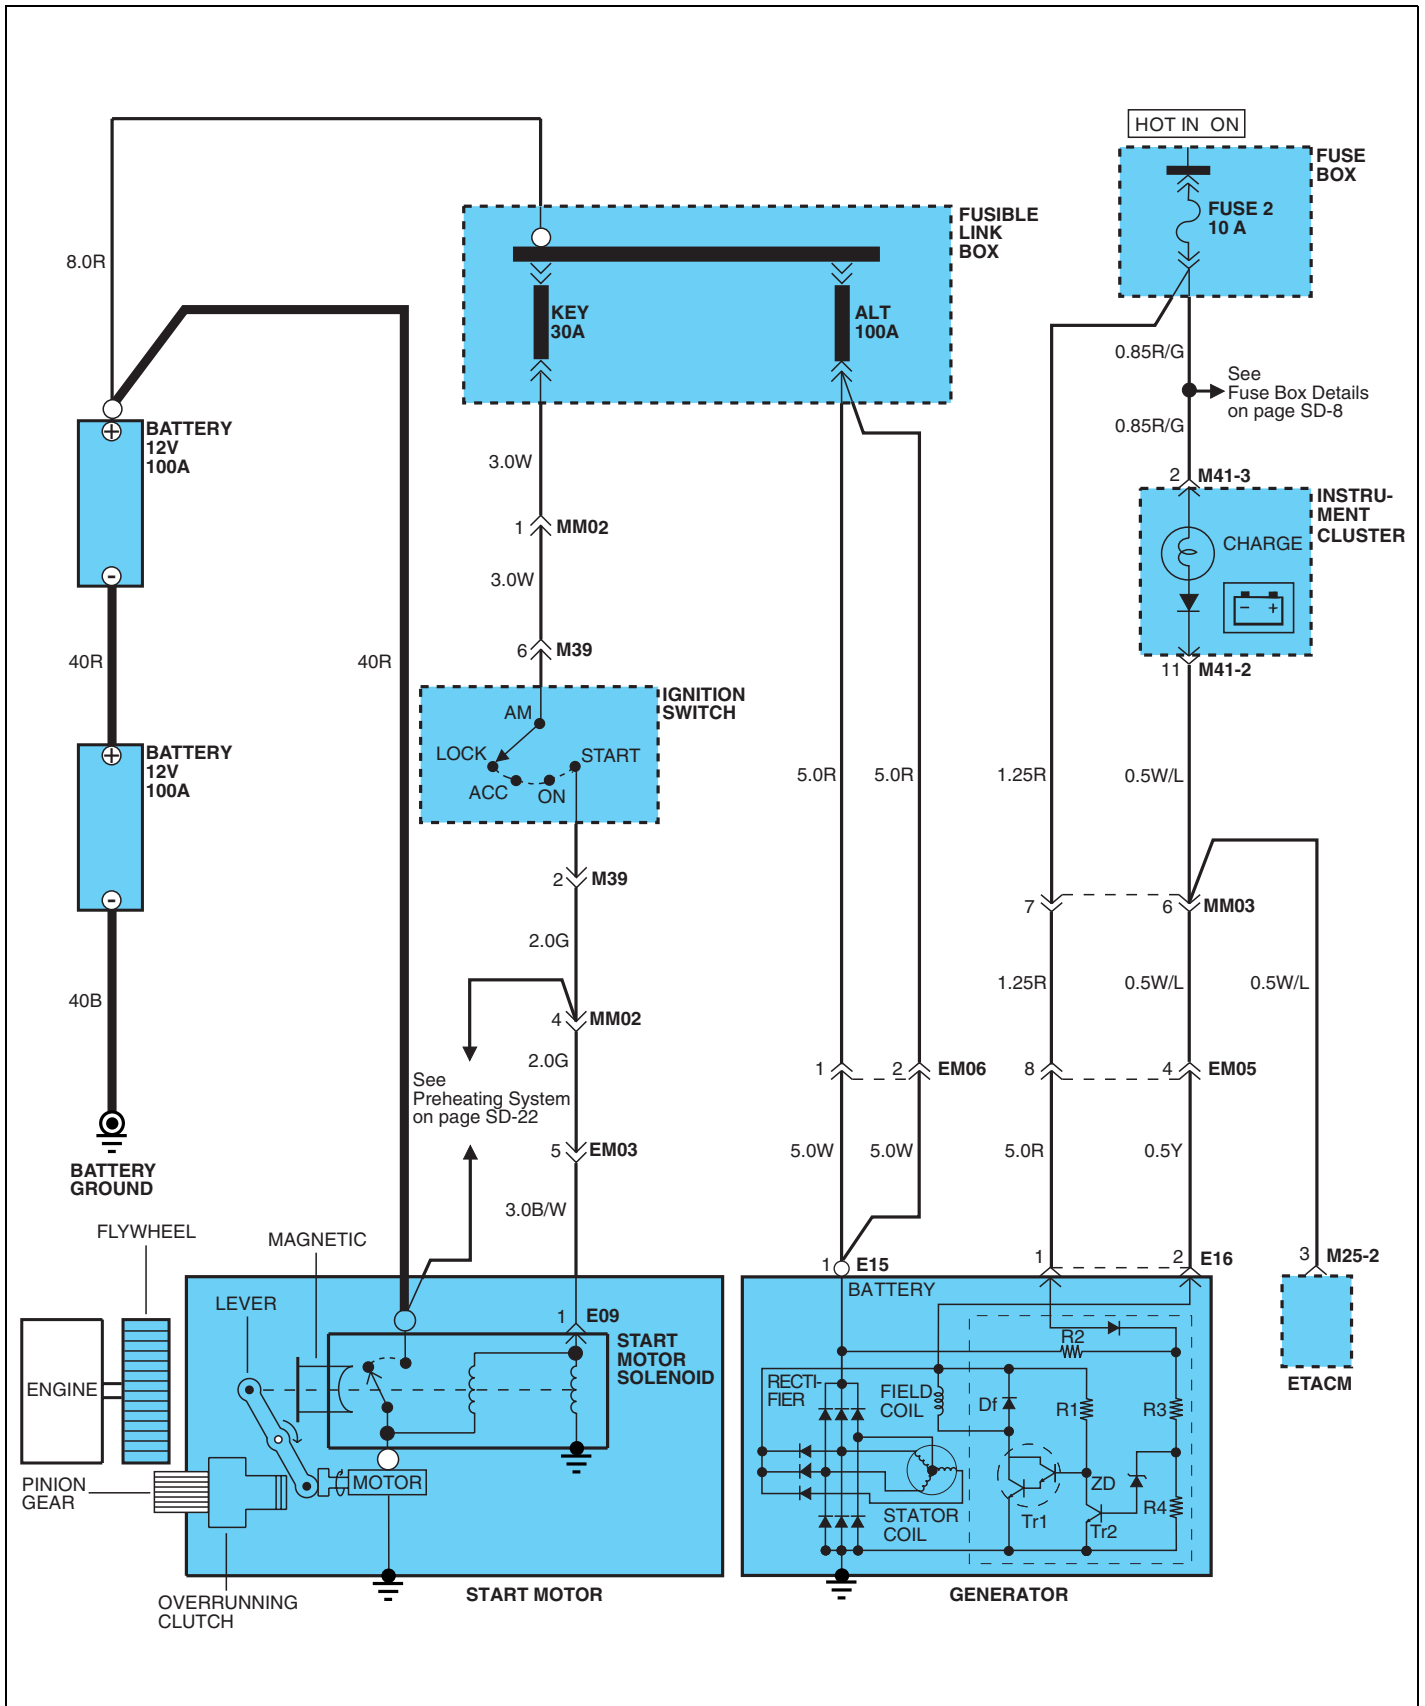 HOT IN ON
FUSE
BOX
FUSE 2
10 A
FUSIBLE
LINK
BOX
8.0R
KEY
30A
ALT
100A
0.85R/G
See
Fuse Box Details
on page SD-8
0.85R/G
BATTERY
12V
100A
+
-
3.0W
1 MM02
3.0W
6 M39
2 M41-3
INSTRU-
MENT
CLUSTER
CHARGE
- +
11 M41-2
40R
40R
IGNITION
SWITCH
AM
LOCK
START
ACC
ON
BATTERY
12V
100A
+
-
5.0R
5.0R
1.25R
0.5W/L
2 M39
7
6 MM03
2.0G
40B
1.25R
0.5W/L
0.5W/L
4 MM02
2.0G
See
Preheating System
on page SD-22
1
2 EM06
8
4 EM05
5 EM03
5.0W
5.0W
5.0R
0.5Y
BATTERY
GROUND
3.0B/W
FLYWHEEL
MAGNETIC
1 E15
1
2 E16
3 M25-2
BATTERY
LEVER
1 E09
START
MOTOR
SOLENOID
R2
ENGINE
RECTI-
FIER
FIELD
COIL
Df
R1
R3
ETACM
PINION
GEAR
MOTOR
ZD
R4
STATOR
COIL
Tr1
Tr2
OVERRUNNING
CLUTCH
START MOTOR
GENERATOR